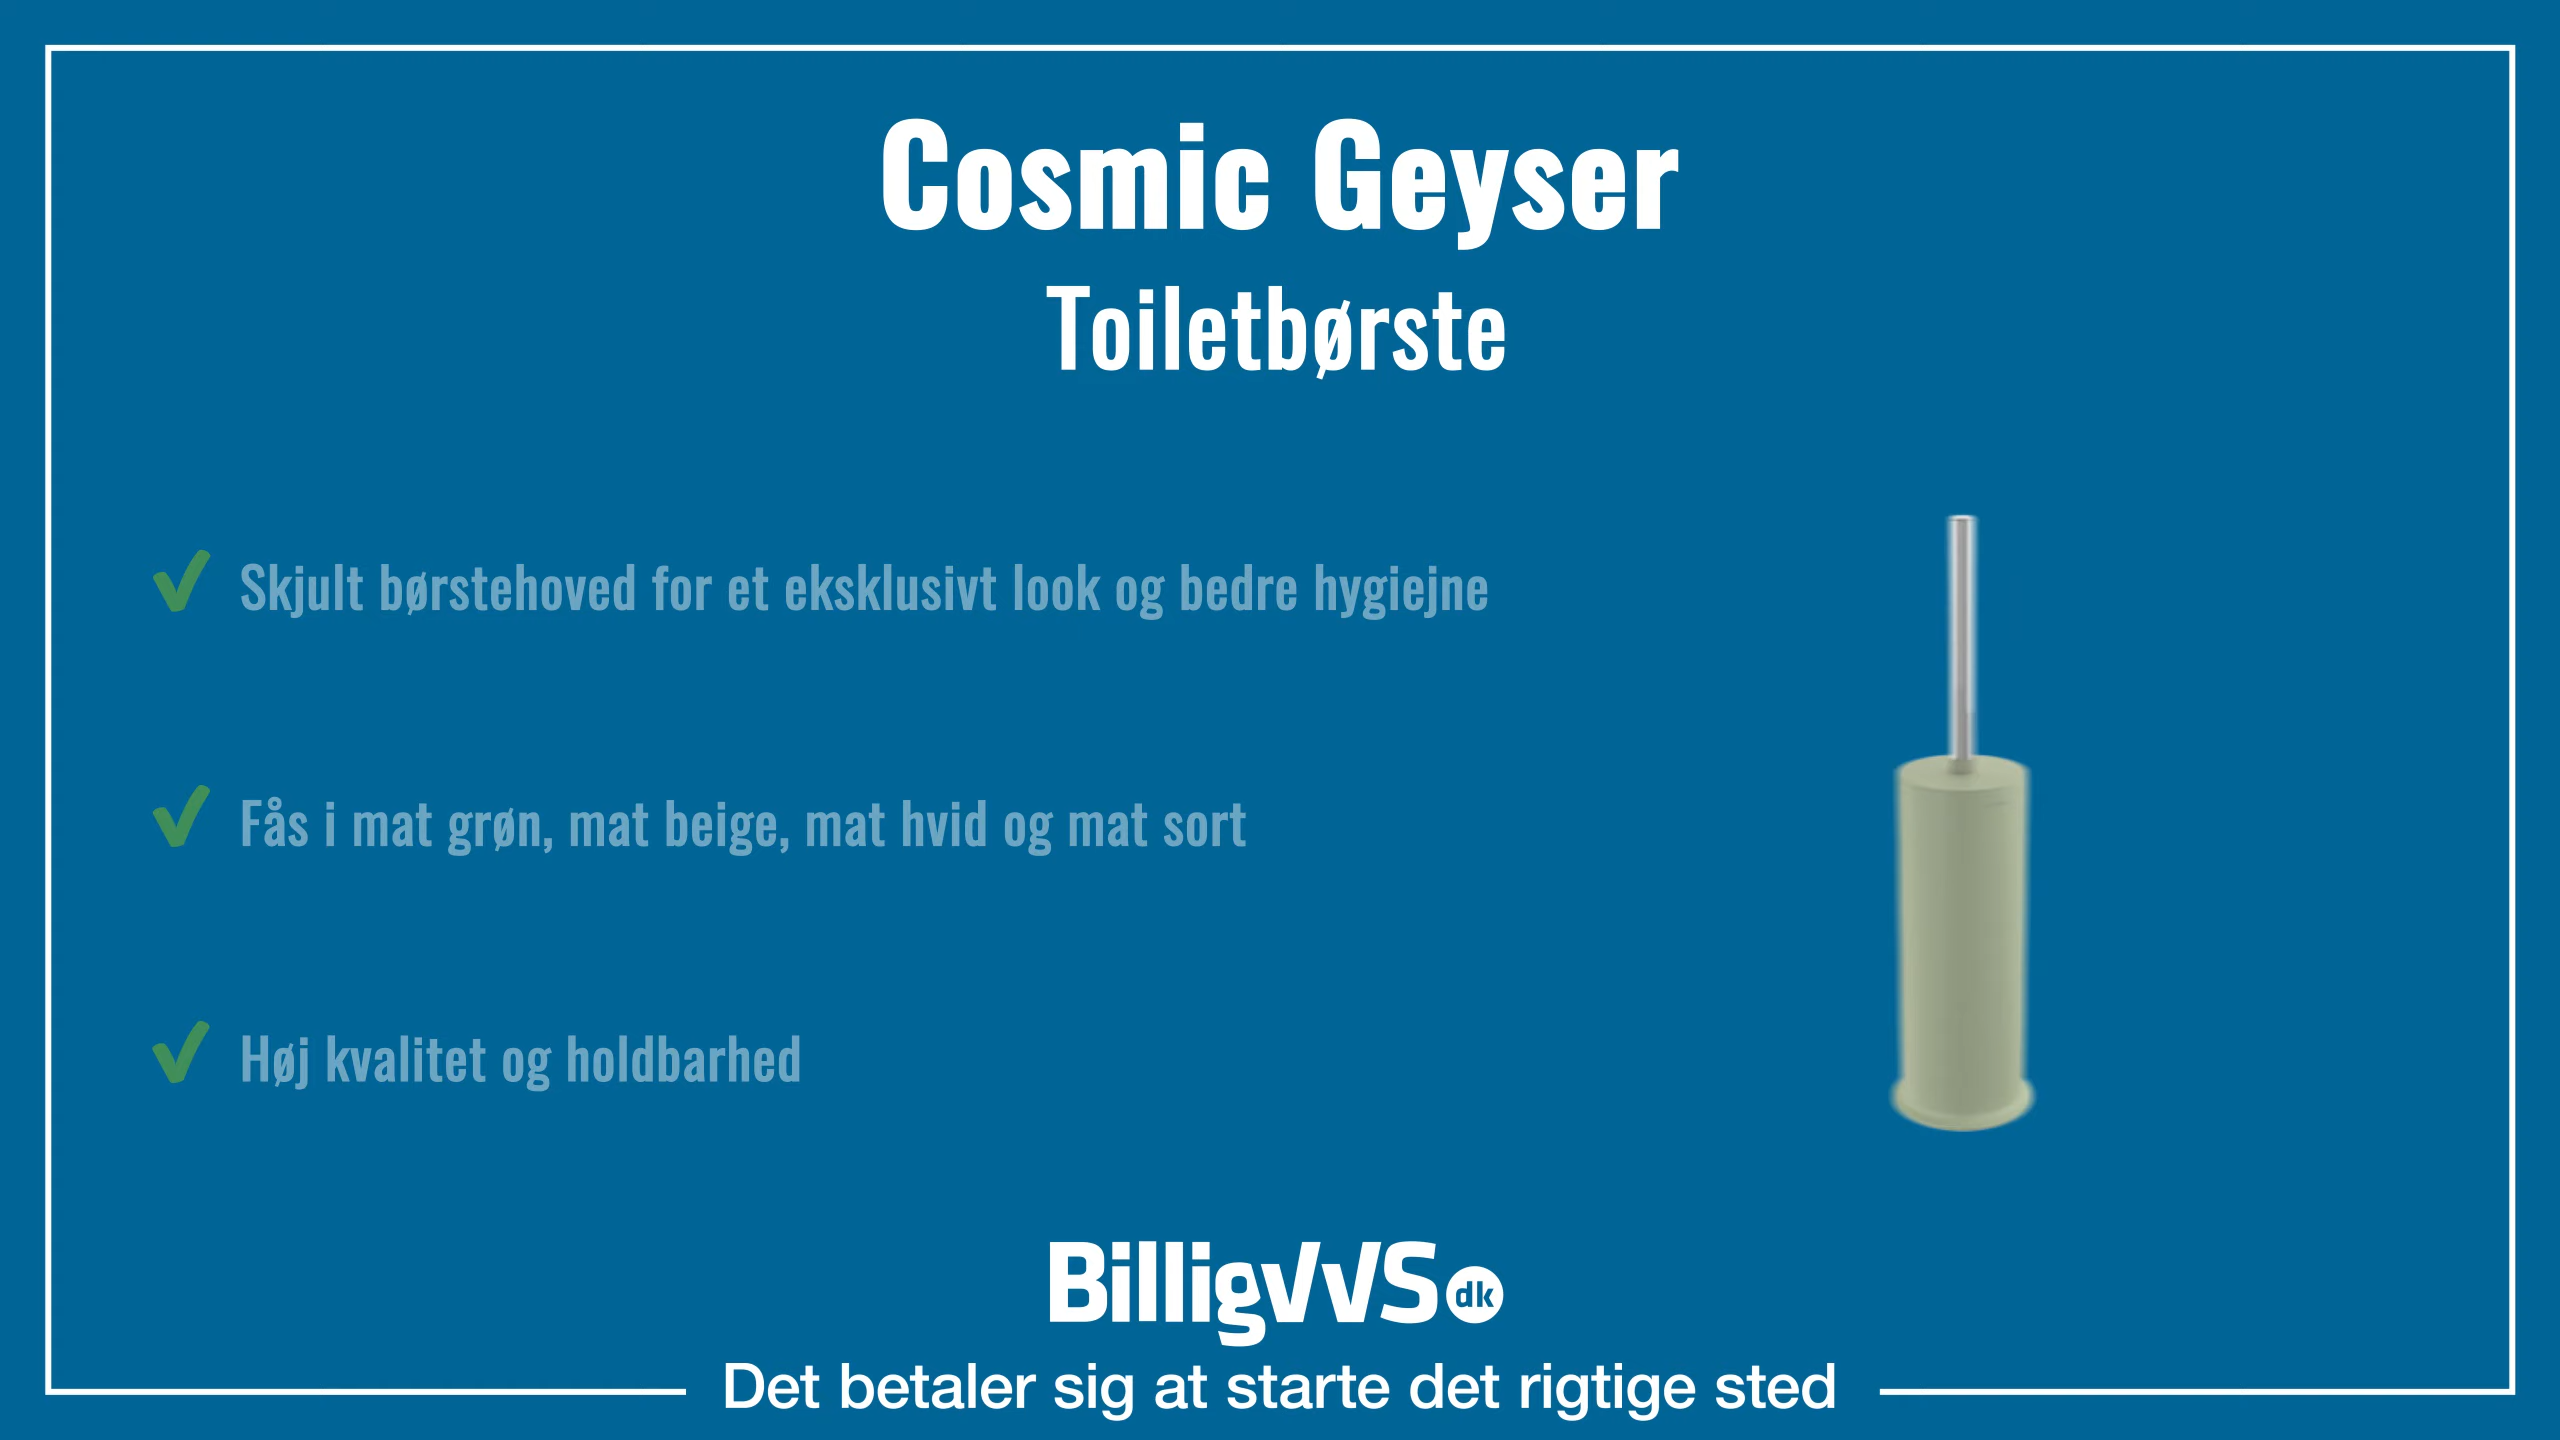 Cosmic Geyser
Toiletbørste
Skjult børstehoved for et eksklusivt look og bedre hygiejne
Fås i mat grøn, mat beige, mat hvid og mat sort
Høj kvalitet og holdbarhed
BilligVVS dk
Det betaler sig at starte det rigtige sted